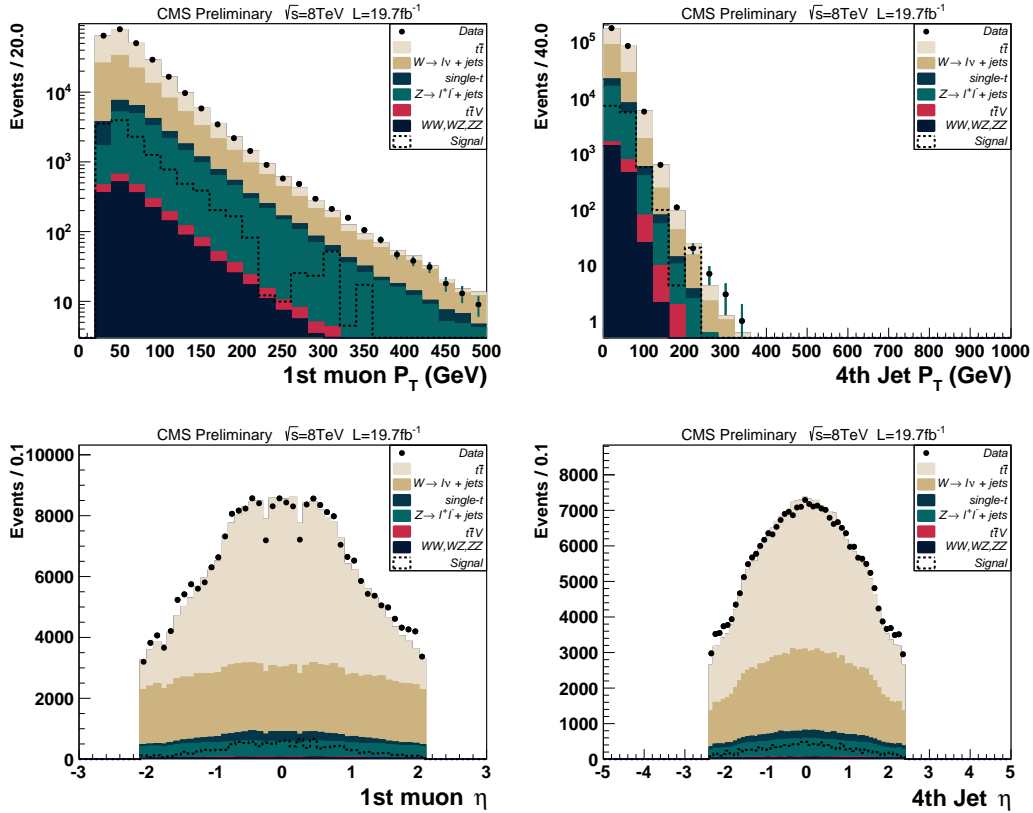 CMS Preliminary √s=8TeV L=19.7fb⁻¹
Events / 20.0
10⁴
10³
10²
10
Data
tt̄
W→ lν + jets
single-t
Z→ l⁺l⁻ + jets
tt̄V
WW,WZ,ZZ
Signal
0 50 100 150 200 250 300 350 400 450 500
1st muon P_T (GeV)
CMS Preliminary √s=8TeV L=19.7fb⁻¹
Events / 40.0
10⁵
10⁴
10³
10²
10
1
Data
tt̄
W→ lν + jets
single-t
Z→ l⁺l⁻ + jets
tt̄V
WW,WZ,ZZ
Signal
0 100 200 300 400 500 600 700 800 900 1000
4th Jet P_T (GeV)
CMS Preliminary √s=8TeV L=19.7fb⁻¹
Events / 0.1
10000
8000
6000
4000
2000
0
Data
tt̄
W→ lν + jets
single-t
Z→ l⁺l⁻ + jets
tt̄V
WW,WZ,ZZ
Signal
-3 -2 -1 0 1 2 3
1st muon η
CMS Preliminary √s=8TeV L=19.7fb⁻¹
Events / 0.1
8000
7000
6000
5000
4000
3000
2000
1000
0
Data
tt̄
W→ lν + jets
single-t
Z→ l⁺l⁻ + jets
tt̄V
WW,WZ,ZZ
Signal
-5 -4 -3 -2 -1 0 1 2 3 4 5
4th Jet η